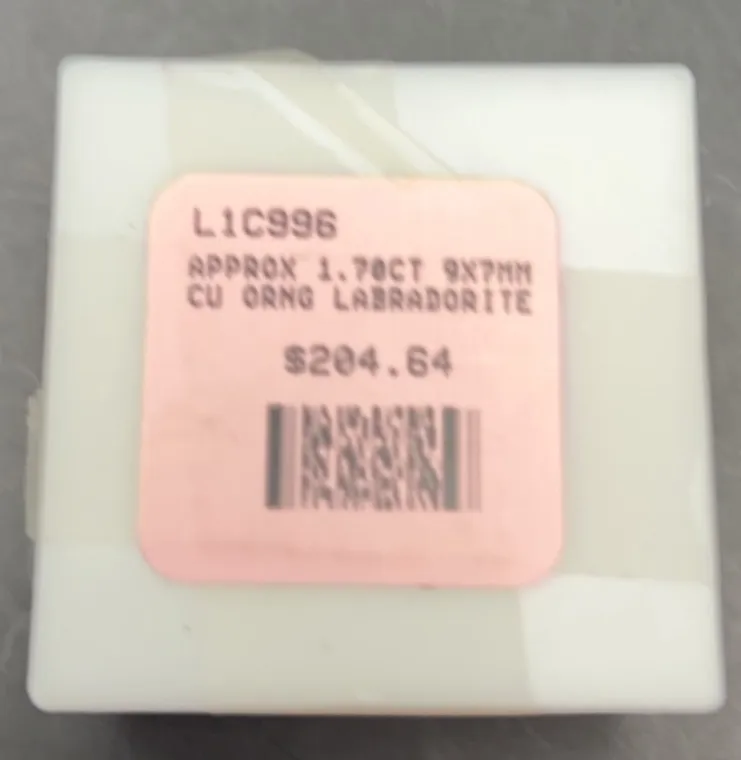 L1C996
APPROX 1.70CT 9X7MM
CU ORNG LABRADORITE
$204.64